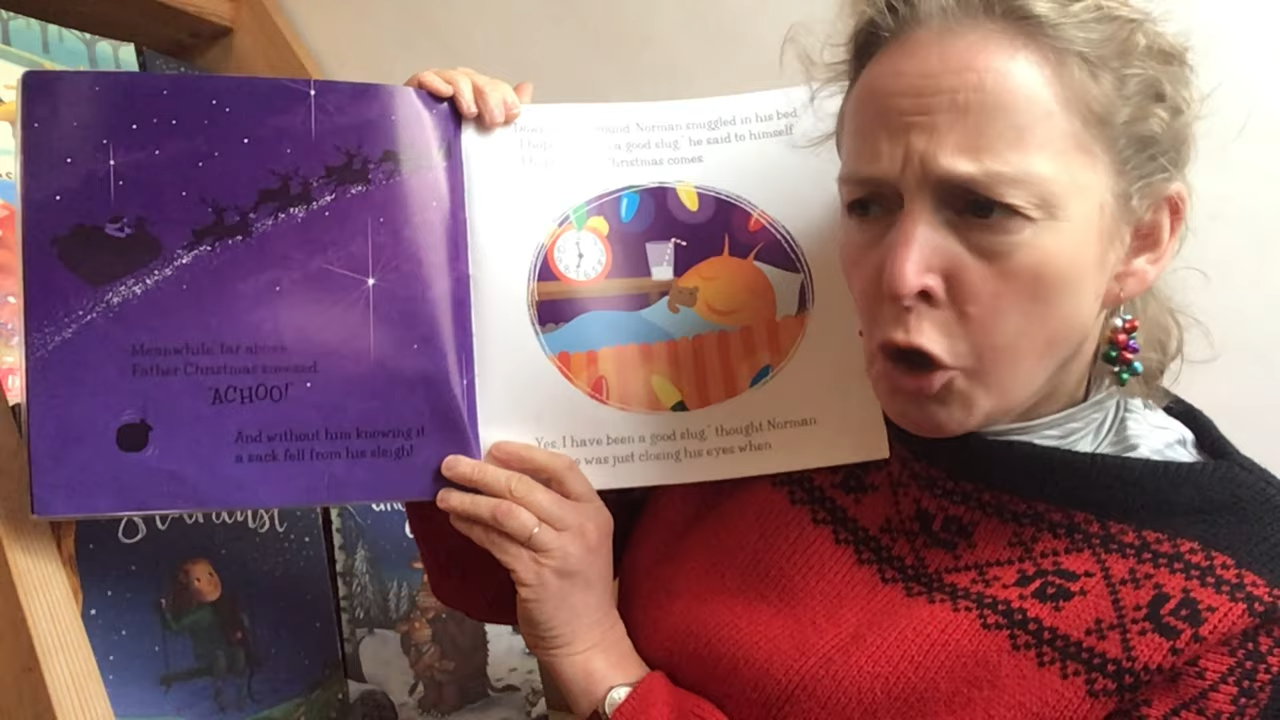 Meanwhile, far above,
Father Christmas sneezed.
"ACHOO!"
And without him knowing it
a sack fell from his sleigh!
Norman snuggled in his bed.
a good slug," he said to himself
Christmas comes
Yes, I have been a good slug," thought Norman
was just closing his eyes when
Stardust